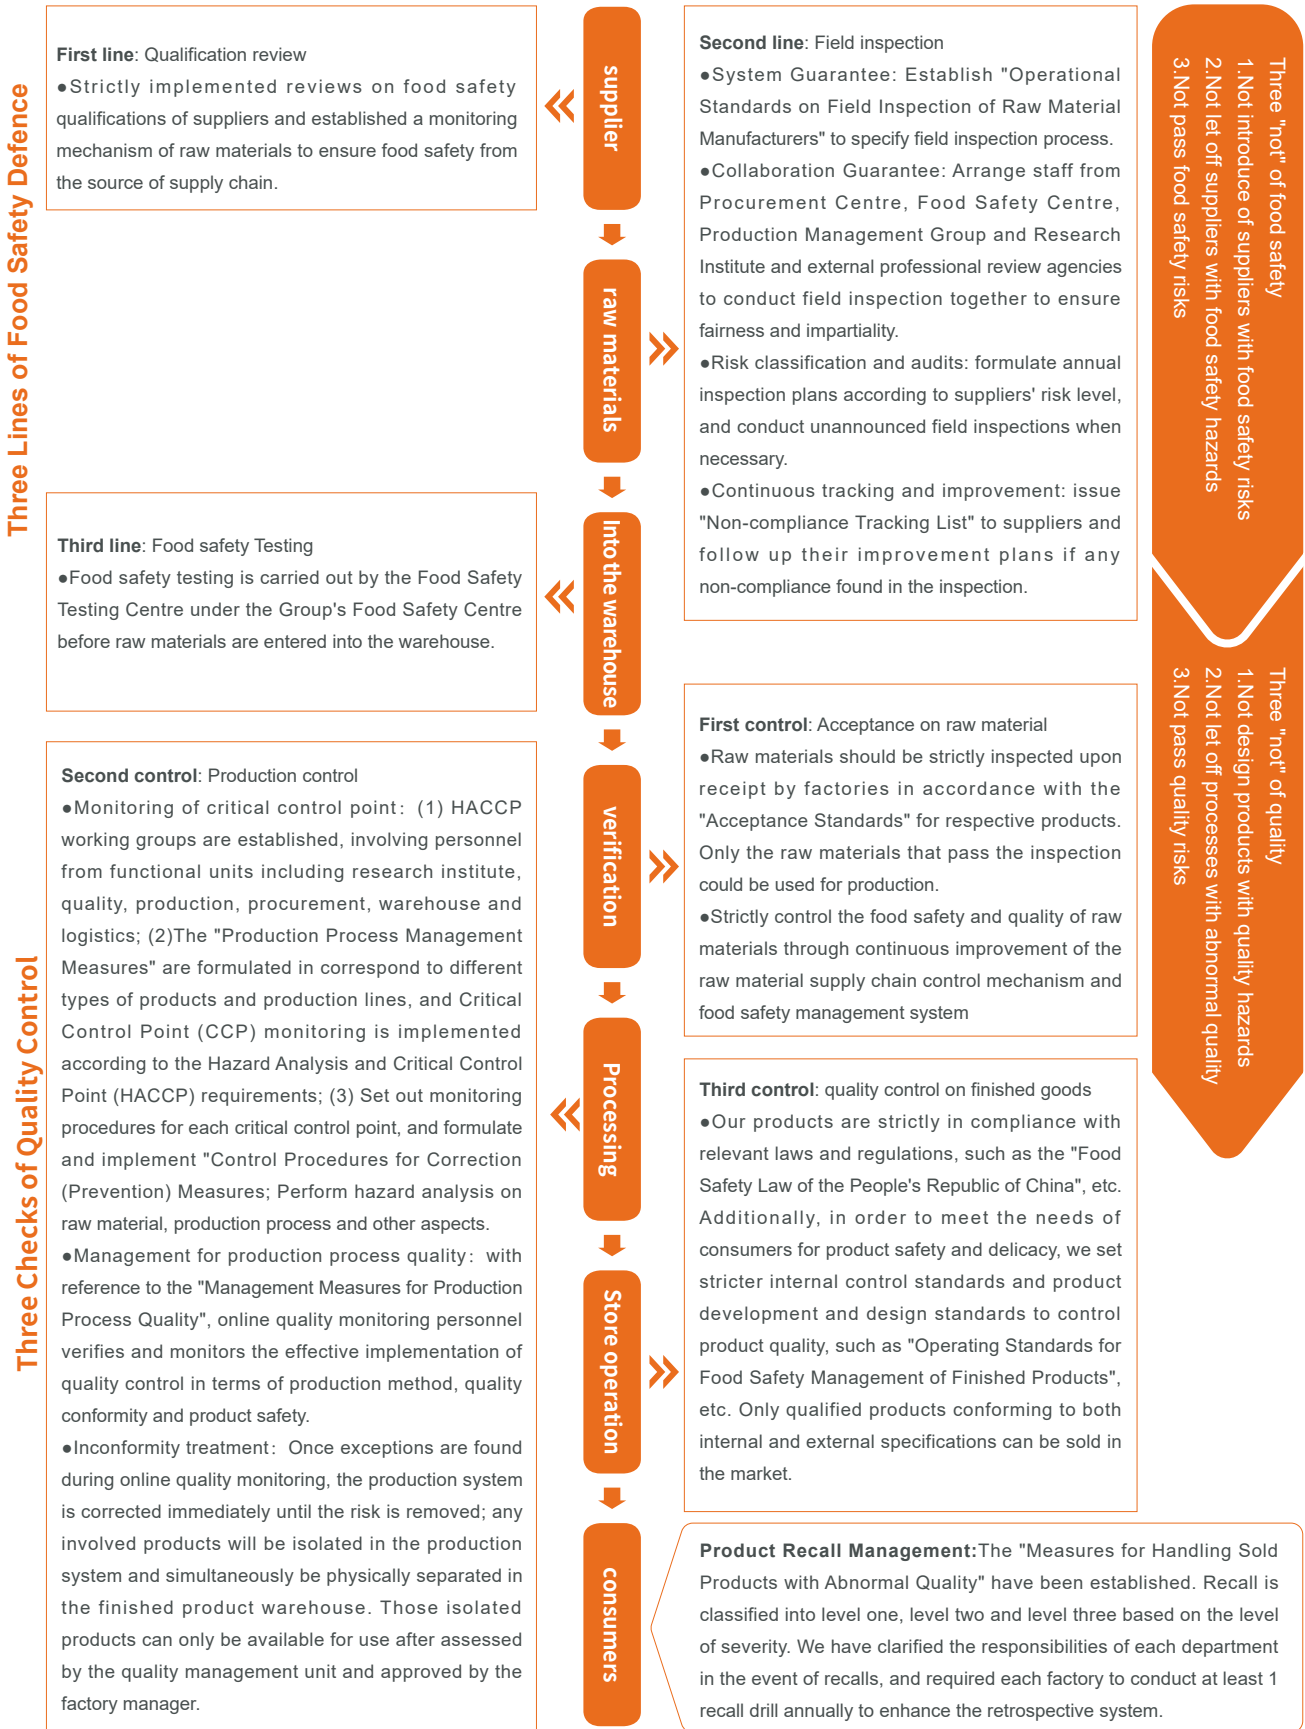 Three Lines of Food Safety Defence
First line: Qualification review
●Strictly implemented reviews on food safety
qualifications of suppliers and established a monitoring
mechanism of raw materials to ensure food safety from
the source of supply chain.
supplier
Second line: Field inspection
●System Guarantee: Establish "Operational
Standards on Field Inspection of Raw Material
Manufacturers" to specify field inspection process.
●Collaboration Guarantee: Arrange staff from
Procurement Centre, Food Safety Centre,
Production Management Group and Research
Institute and external professional review agencies
to conduct field inspection together to ensure
fairness and impartiality.
●Risk classification and audits: formulate annual
inspection plans according to suppliers' risk level,
and conduct unannounced field inspections when
necessary.
●Continuous tracking and improvement: issue
"Non-compliance Tracking List" to suppliers and
follow up their improvement plans if any
non-compliance found in the inspection.
raw materials
Third line: Food safety Testing
●Food safety testing is carried out by the Food Safety
Testing Centre under the Group's Food Safety Centre
before raw materials are entered into the warehouse.
Into the warehouse
Three "not" of food safety
1.Not introduce of suppliers with food safety risks
2.Not let off suppliers with food safety hazards
3.Not pass food safety risks
Three "not" of quality
1.Not design products with quality hazards
2.Not let off processes with abnormal quality
3.Not pass quality risks
Three Checks of Quality Control
First control: Acceptance on raw material
●Raw materials should be strictly inspected upon
receipt by factories in accordance with the
"Acceptance Standards" for respective products.
Only the raw materials that pass the inspection
could be used for production.
●Strictly control the food safety and quality of raw
materials through continuous improvement of the
raw material supply chain control mechanism and
food safety management system
verification
Second control: Production control
●Monitoring of critical control point: (1) HACCP
working groups are established, involving personnel
from functional units including research institute,
quality, production, procurement, warehouse and
logistics; (2)The "Production Process Management
Measures" are formulated in correspond to different
types of products and production lines, and Critical
Control Point (CCP) monitoring is implemented
according to the Hazard Analysis and Critical Control
Point (HACCP) requirements; (3) Set out monitoring
procedures for each critical control point, and formulate
and implement "Control Procedures for Correction
(Prevention) Measures; Perform hazard analysis on
raw material, production process and other aspects.
●Management for production process quality: with
reference to the "Management Measures for Production
Process Quality", online quality monitoring personnel
verifies and monitors the effective implementation of
quality control in terms of production method, quality
conformity and product safety.
●Inconformity treatment: Once exceptions are found
during online quality monitoring, the production system
is corrected immediately until the risk is removed; any
involved products will be isolated in the production
system and simultaneously be physically separated in
the finished product warehouse. Those isolated
products can only be available for use after assessed
by the quality management unit and approved by the
factory manager.
Processing
Third control: quality control on finished goods
●Our products are strictly in compliance with
relevant laws and regulations, such as the "Food
Safety Law of the People's Republic of China", etc.
Additionally, in order to meet the needs of
consumers for product safety and delicacy, we set
stricter internal control standards and product
development and design standards to control
product quality, such as "Operating Standards for
Food Safety Management of Finished Products",
etc. Only qualified products conforming to both
internal and external specifications can be sold in
the market.
Store operation
consumers
Product Recall Management:The "Measures for Handling Sold
Products with Abnormal Quality" have been established. Recall is
classified into level one, level two and level three based on the level
of severity. We have clarified the responsibilities of each department
in the event of recalls, and required each factory to conduct at least 1
recall drill annually to enhance the retrospective system.